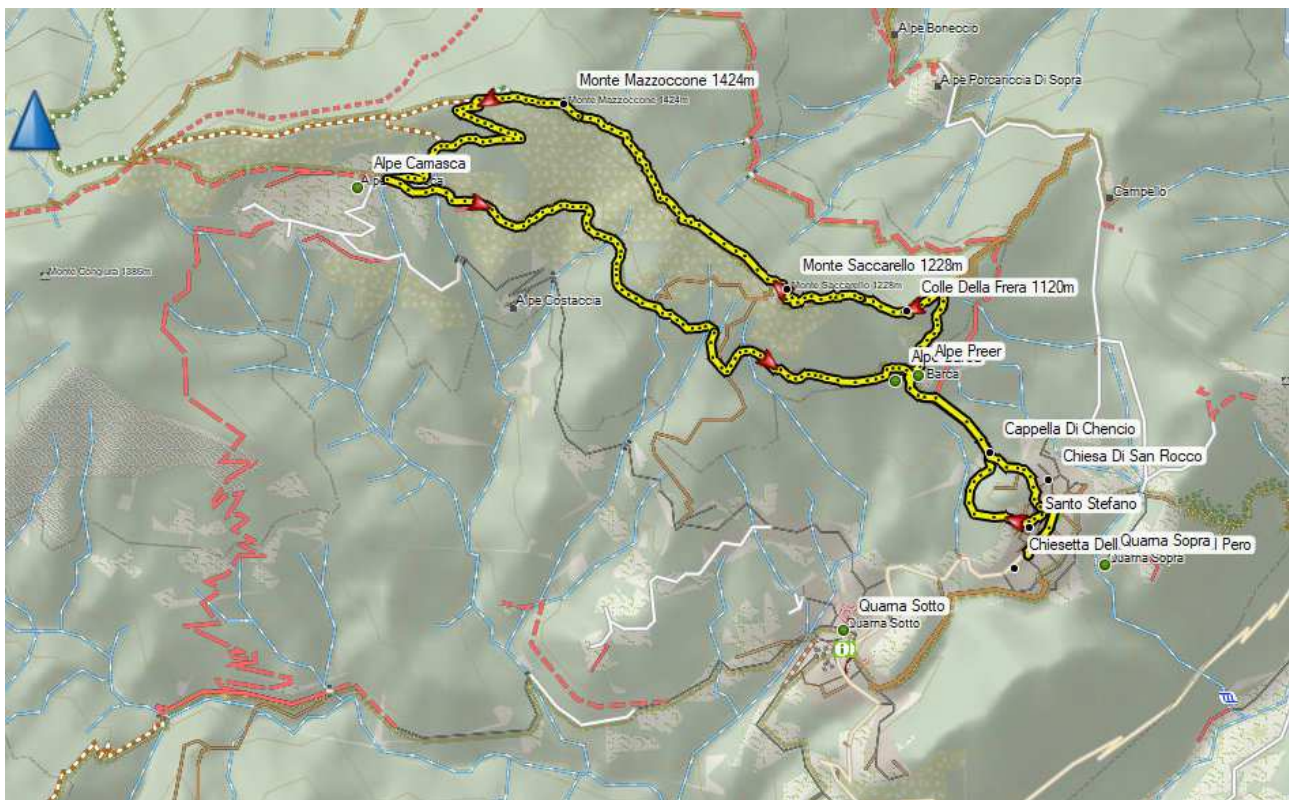 Alpe Boneccio
Monte Mazzoccone 1424m
Alpe Porcariccia Di Sopra
Monte Mazzoccone 1424m
Alpe Camasca
Campello
Monte Saccarello 1228m
Monte Congiura 1386m
Monte Saccarello 1228m
Colle Della Frera 1120m
Alpe Costaccia
Alpe Preer
Barca
Cappella Di Chencio
Chiesa Di San Rocco
Santo Stefano
Chiesetta Dell
Quarna Sopra
l Pero
Quarna Sopra
Quarna Sotto
Quarna Sotto
i